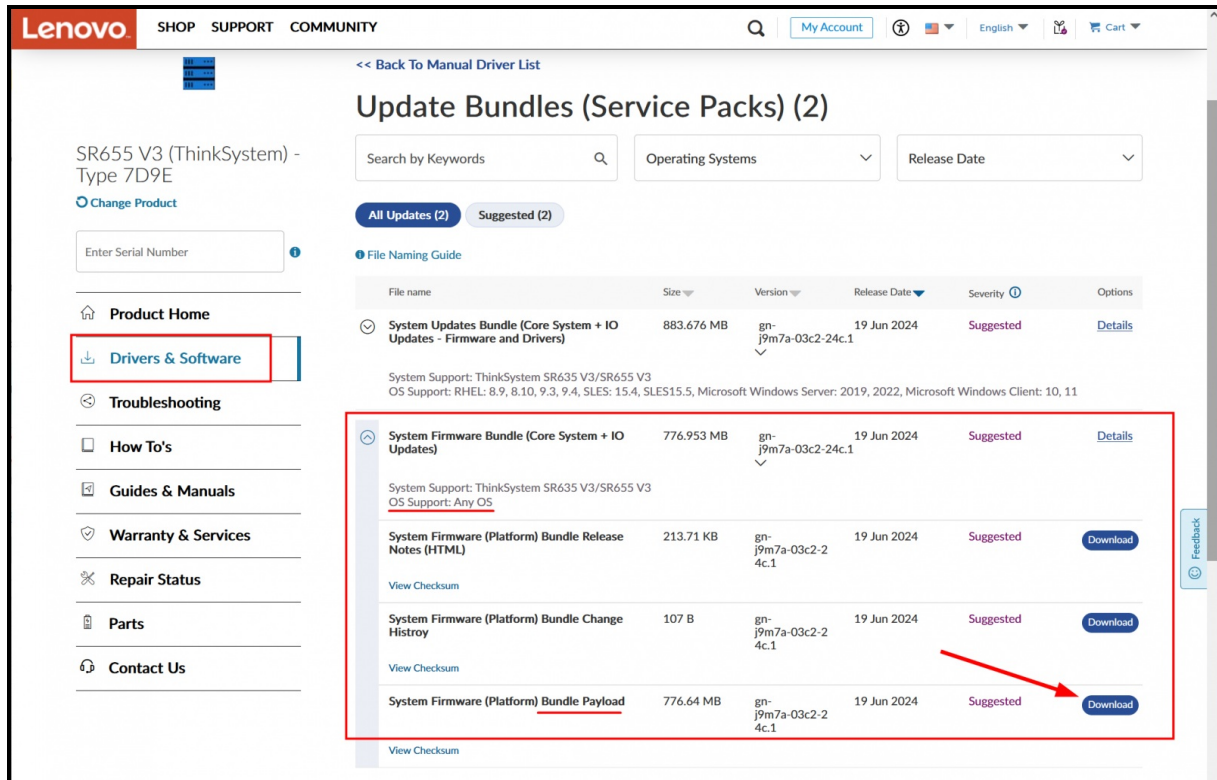 Lenovo
SHOP SUPPORT COMMUNITY
My Account
English
Cart
<< Back To Manual Driver List
Update Bundles (Service Packs) (2)
SR655 V3 (ThinkSystem) -
Type 7D9E
Change Product
Enter Serial Number
Product Home
Drivers & Software
Troubleshooting
How To's
Guides & Manuals
Warranty & Services
Repair Status
Parts
Contact Us
Search by Keywords
Operating Systems
Release Date
All Updates (2) Suggested (2)
File Naming Guide
File name Size Version Release Date Severity Options
System Updates Bundle (Core System + IO 883.676 MB gn- 19 Jun 2024 Suggested Details
Updates - Firmware and Drivers) j9m7a-03c2-24c.1
System Support: ThinkSystem SR635 V3/SR655 V3
OS Support: RHEL: 8.9, 8.10, 9.3, 9.4, SLES: 15.4, SLES15.5, Microsoft Windows Server: 2019, 2022, Microsoft Windows Client: 10, 11
System Firmware Bundle (Core System + IO 776.953 MB gn- 19 Jun 2024 Suggested Details
Updates) j9m7a-03c2-24c.1
System Support: ThinkSystem SR635 V3/SR655 V3
OS Support: Any OS
System Firmware (Platform) Bundle Release 213.71 KB gn- 19 Jun 2024 Suggested Download
Notes (HTML) j9m7a-03c2-2
4c.1
View Checksum
System Firmware (Platform) Bundle Change 107 B gn- 19 Jun 2024 Suggested Download
Histroy j9m7a-03c2-2
4c.1
View Checksum
System Firmware (Platform) Bundle Payload 776.64 MB gn- 19 Jun 2024 Suggested Download
j9m7a-03c2-2
4c.1
View Checksum
Feedback